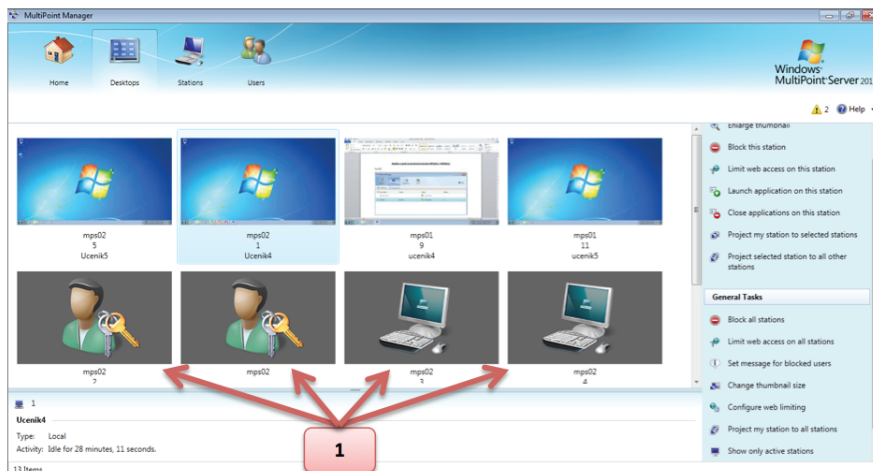 MultiPoint Manager
Home
Desktops
Stations
Users
Windows
MultiPoint Server 201
2
Help
mps02
5
Ucenik5
mps02
1
Ucenik4
mps01
9
ucenik4
mps01
11
ucenik5
mps02
2
mps02
mps02
3
mps02
4
Enlarge thumbnail
Block this station
Limit web access on this station
Launch application on this station
Close applications on this station
Project my station to selected stations
Project selected station to all other
stations
General Tasks
Block all stations
Limit web access on all stations
Set message for blocked users
Change thumbnail size
Configure web limiting
Project my station to all stations
Show only active stations
1
Ucenik4
Type: Local
Activity: Idle for 28 minutes, 11 seconds.
1
13 Items